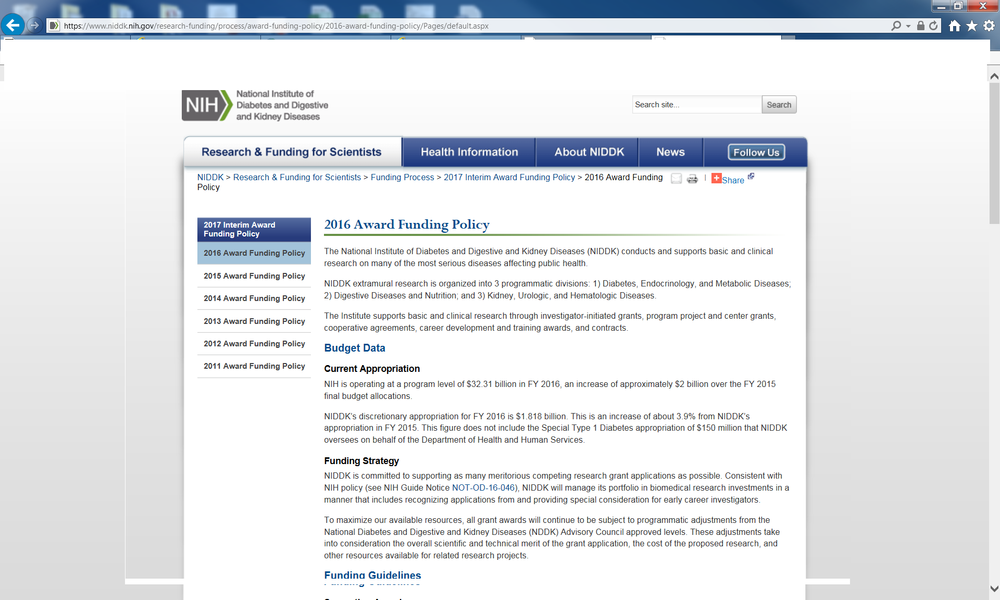 https://www.niddk.nih.gov/research-funding/process/award-funding-policy/2016-award-funding-policy/Pages/default.aspx
NIH
National Institute of
Diabetes and Digestive
and Kidney Diseases
Search site...
Search
Research & Funding for Scientists
Health Information
About NIDDK
News
Follow Us
NIDDK > Research & Funding for Scientists > Funding Process > 2017 Interim Award Funding Policy > 2016 Award Funding
Policy
Share
2017 Interim Award
Funding Policy
2016 Award Funding Policy
2015 Award Funding Policy
2014 Award Funding Policy
2013 Award Funding Policy
2012 Award Funding Policy
2011 Award Funding Policy
2016 Award Funding Policy
The National Institute of Diabetes and Digestive and Kidney Diseases (NIDDK) conducts and supports basic and clinical
research on many of the most serious diseases affecting public health.
NIDDK extramural research is organized into 3 programmatic divisions: 1) Diabetes, Endocrinology, and Metabolic Diseases;
2) Digestive Diseases and Nutrition; and 3) Kidney, Urologic, and Hematologic Diseases.
The Institute supports basic and clinical research through investigator-initiated grants, program project and center grants,
cooperative agreements, career development and training awards, and contracts.
Budget Data
Current Appropriation
NIH is operating at a program level of $32.31 billion in FY 2016, an increase of approximately $2 billion over the FY 2015
final budget allocations.
NIDDK’s discretionary appropriation for FY 2016 is $1.818 billion. This is an increase of about 3.9% from NIDDK’s
appropriation in FY 2015. This figure does not include the Special Type 1 Diabetes appropriation of $150 million that NIDDK
oversees on behalf of the Department of Health and Human Services.
Funding Strategy
NIDDK is committed to supporting as many meritorious competing research grant applications as possible. Consistent with
NIH policy (see NIH Guide Notice NOT-OD-16-046), NIDDK will manage its portfolio in biomedical research investments in a
manner that includes recognizing applications from and providing special consideration for early career investigators.
To maximize our available resources, all grant awards will continue to be subject to programmatic adjustments from the
National Diabetes and Digestive and Kidney Diseases (NDDK) Advisory Council approved levels. These adjustments take
into consideration the overall scientific and technical merit of the grant application, the cost of the proposed research, and
other resources available for related research projects.
Funding Guidelines